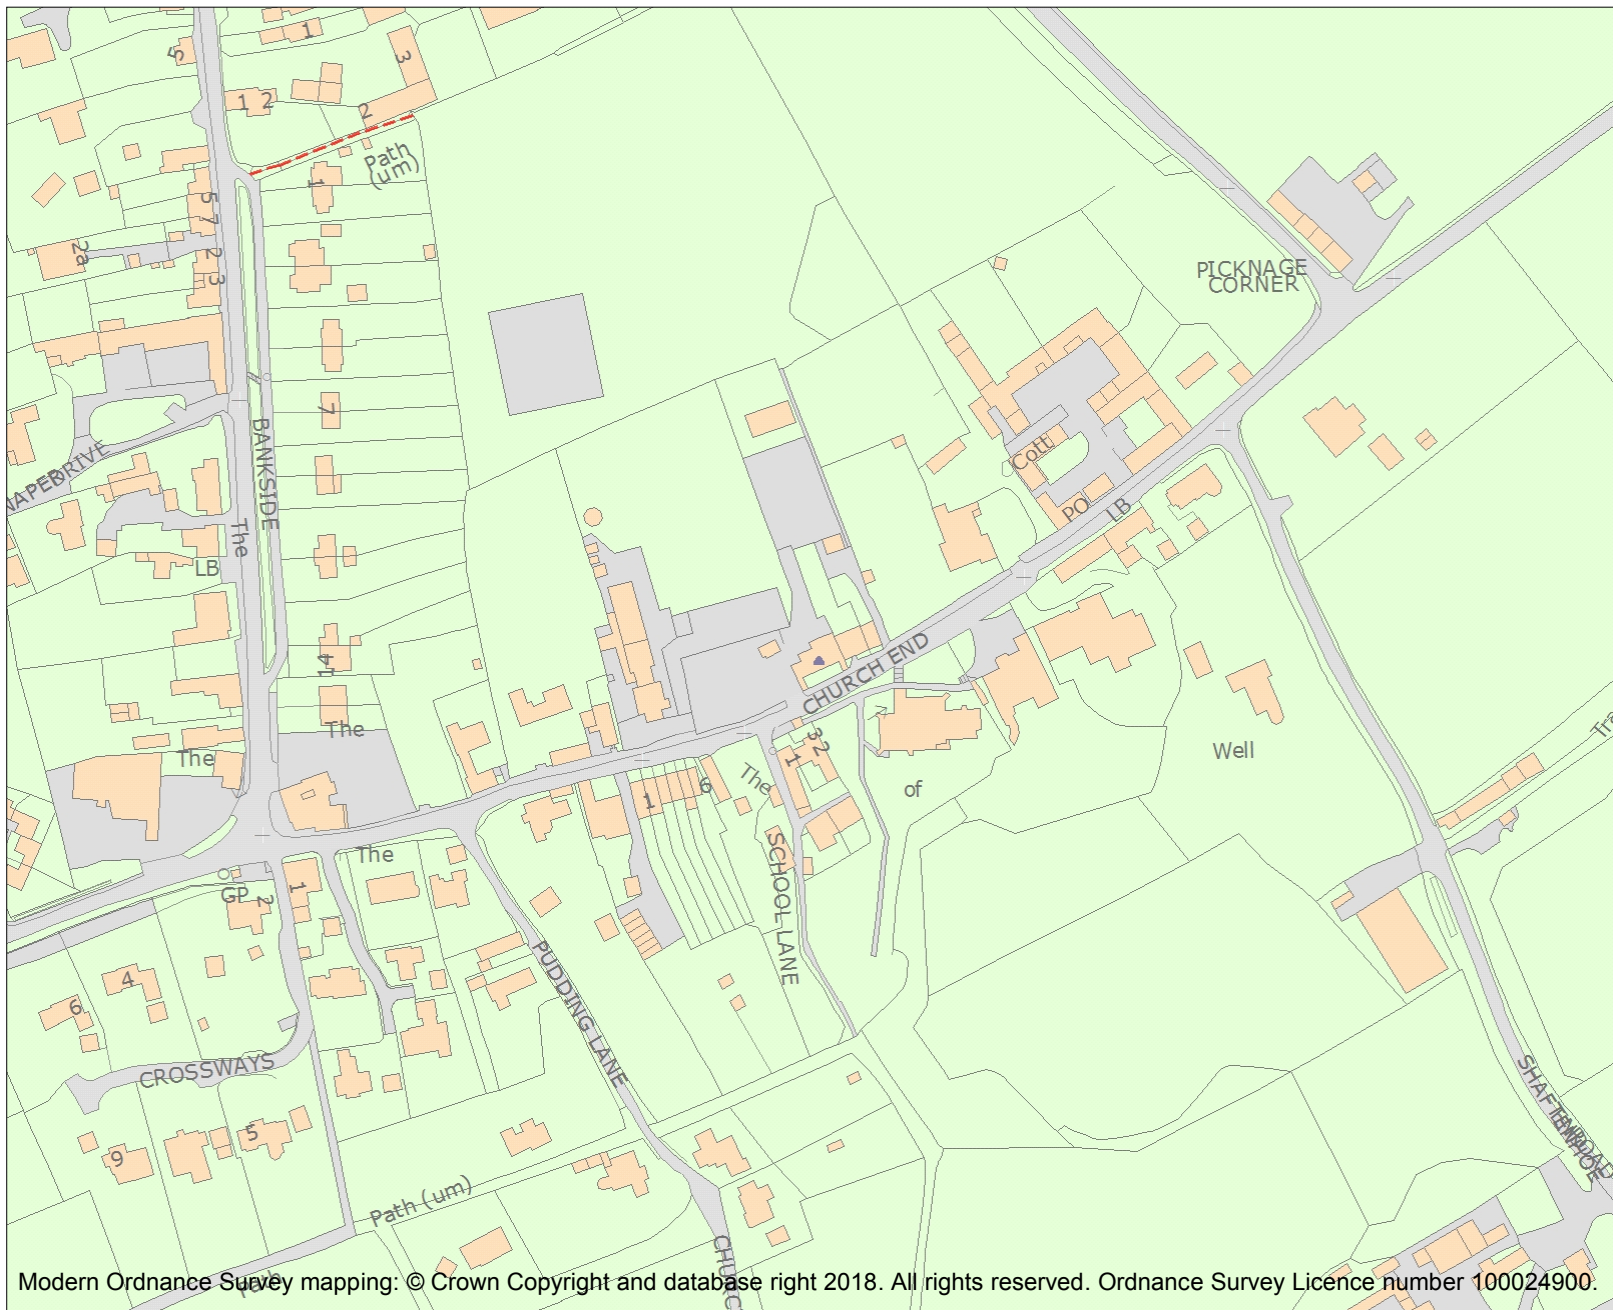 1
5
3
1 2
2
Path
(um)
1
5 7
2a
2 3
PICKNAGE
CORNER
7
BANKSIDE
DRIVE
Cott
PO
LB
The
LB
14
CHURCH END
The
The
3 2
1
The
6
1
Well
of
The
SCHOOL LANE
GP
2
1
PUDDING LANE
4
6
CROSSWAYS
5
9
Path (um)
Path
CHURC
Modern Ordnance Survey mapping: © Crown Copyright and database right 2018. All rights reserved. Ordnance Survey Licence number 100024900.